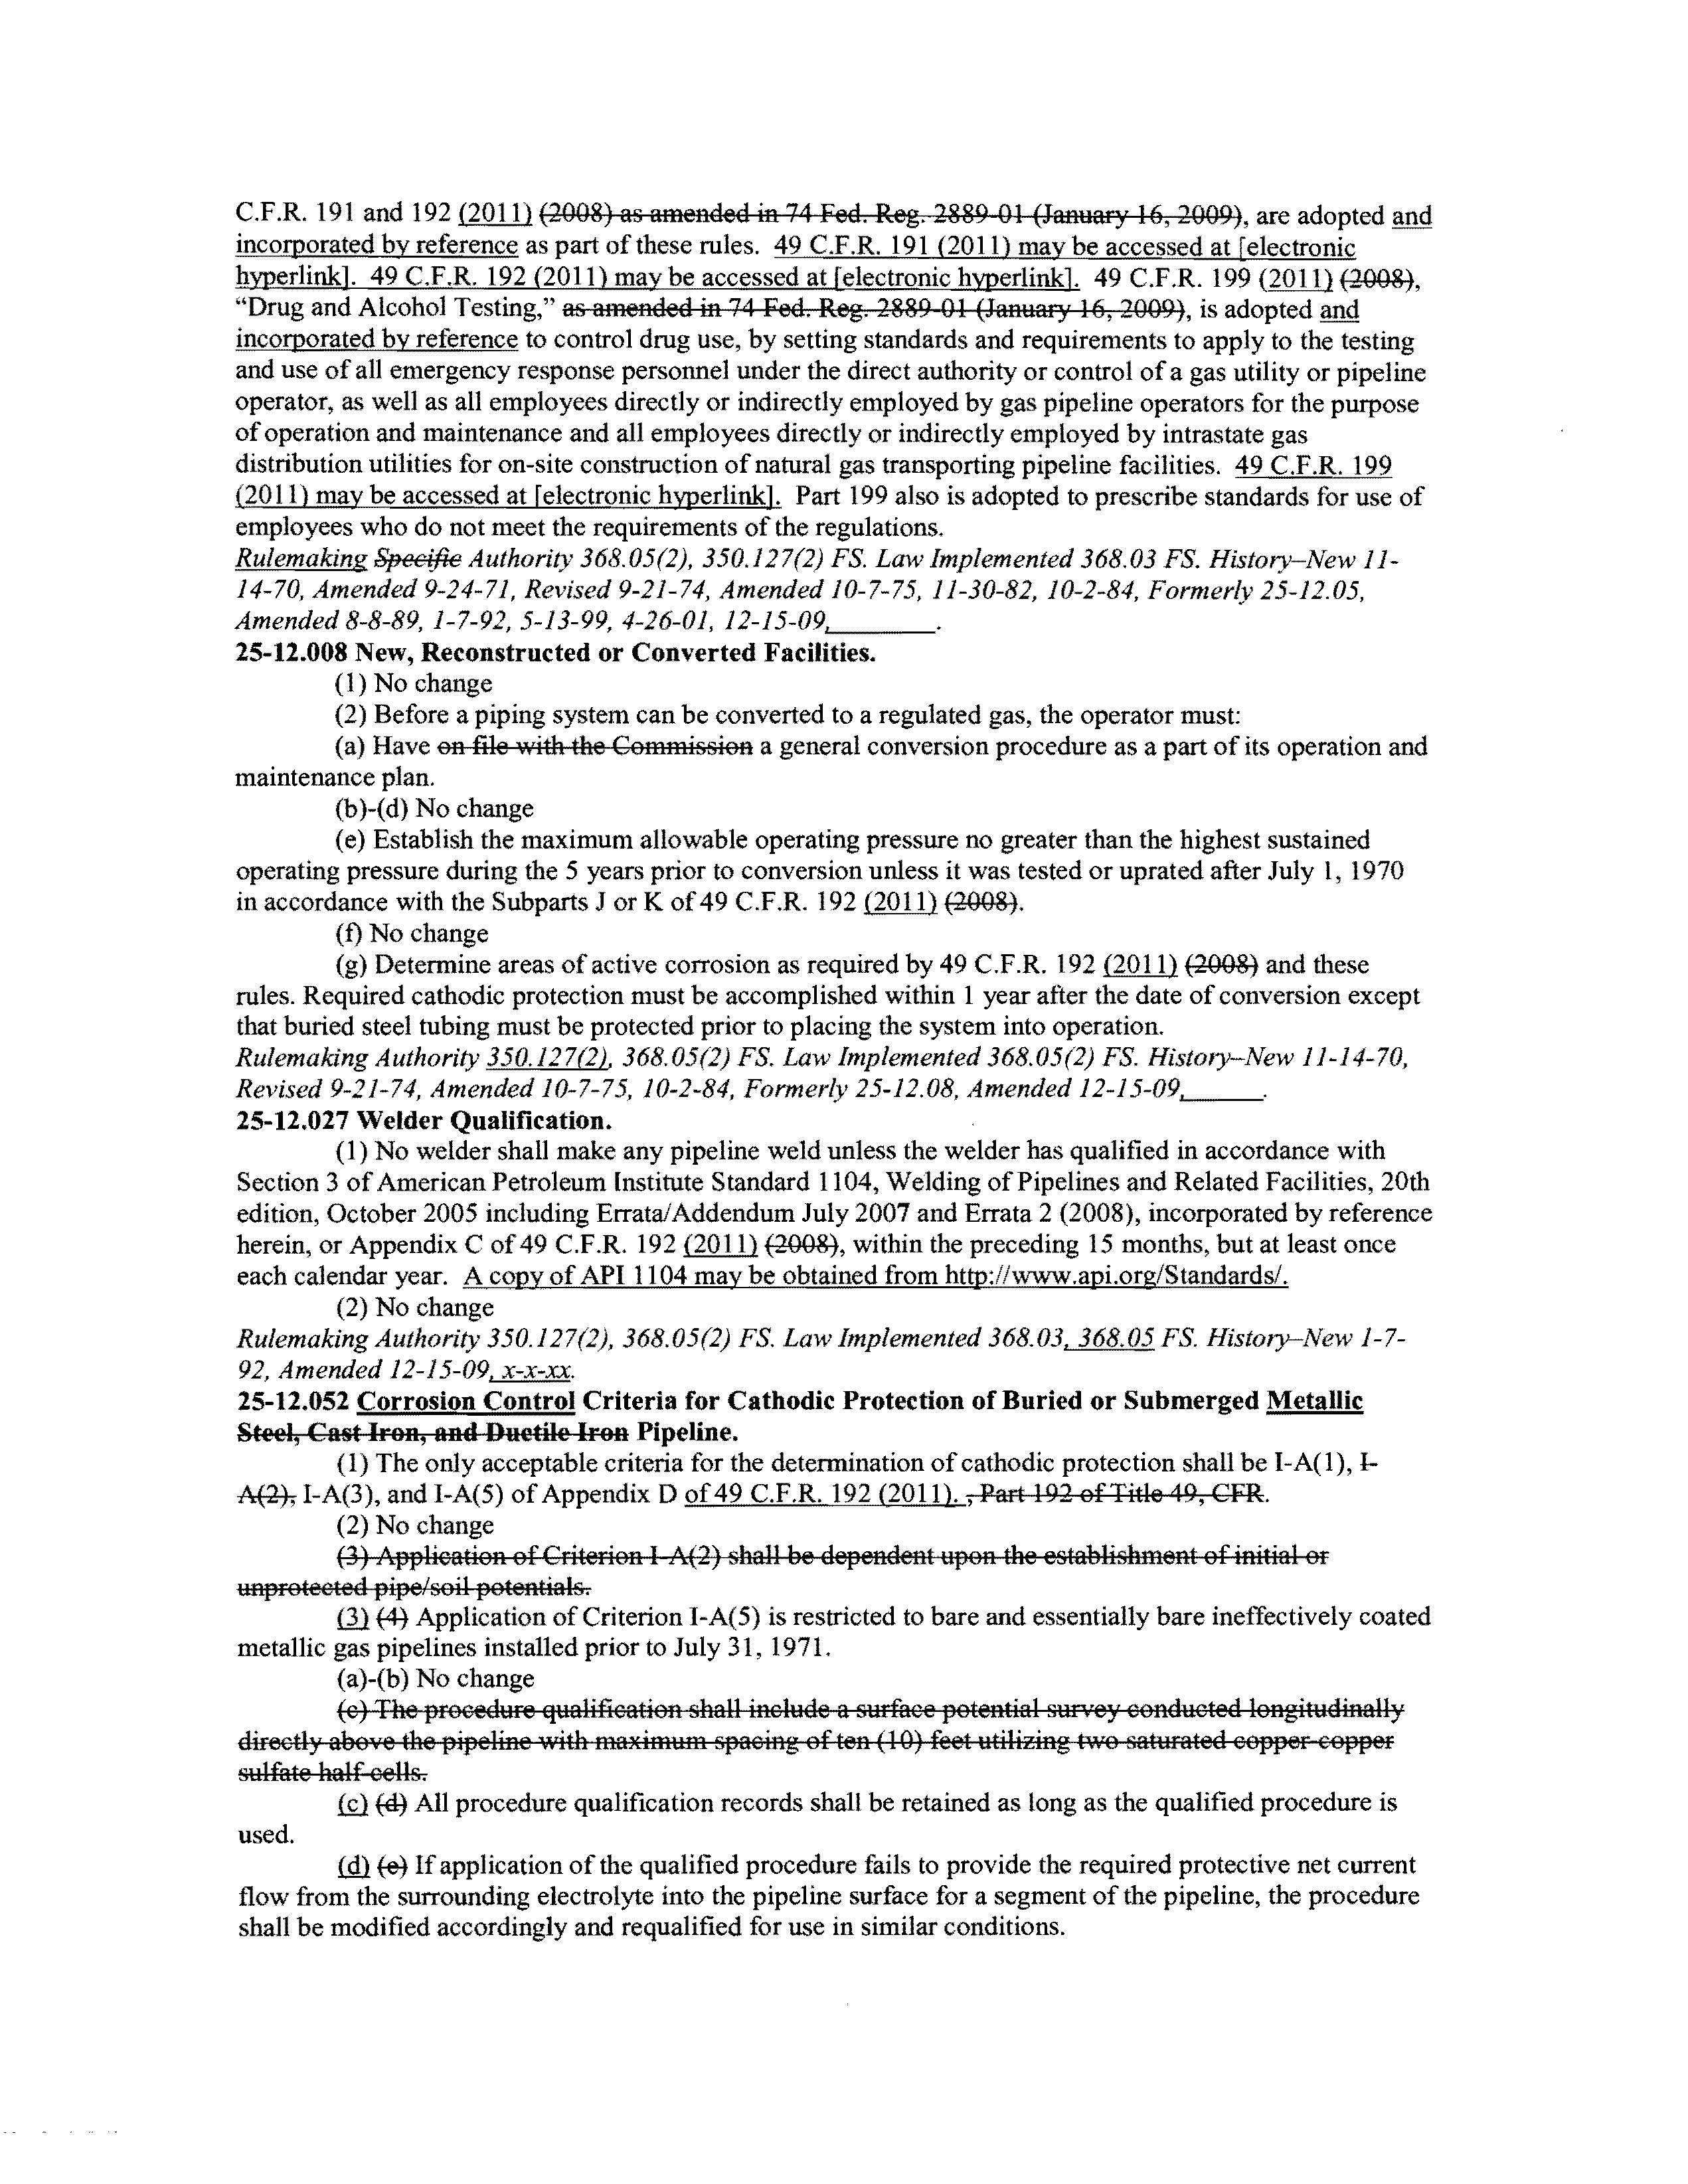 C.F.R. 191 and 192 (2011) (2008) as amended in 74 Fed. Reg. 2889-01 (January 16, 2009), are adopted and
incorporated by reference as part of these rules. 49 C.F.R. 191 (2011) may be accessed at [electronic
hyperlink]. 49 C.F.R. 192 (2011) may be accessed at [electronic hyperlink]. 49 C.F.R. 199 (2011) (2008),
“Drug and Alcohol Testing,” as amended in 74 Fed. Reg. 2889-01 (January 16, 2009), is adopted and
incorporated by reference to control drug use, by setting standards and requirements to apply to the testing
and use of all emergency response personnel under the direct authority or control of a gas utility or pipeline
operator, as well as all employees directly or indirectly employed by gas pipeline operators for the purpose
of operation and maintenance and all employees directly or indirectly employed by intrastate gas
distribution utilities for on-site construction of natural gas transporting pipeline facilities. 49 C.F.R. 199
(2011) may be accessed at [electronic hyperlink]. Part 199 also is adopted to prescribe standards for use of
employees who do not meet the requirements of the regulations.
Rulemaking Specific Authority 368.05(2), 350.127(2) FS. Law Implemented 368.03 FS. History–New 11-
14-70, Amended 9-24-71, Revised 9-21-74, Amended 10-7-75, 11-30-82, 10-2-84, Formerly 25-12.05,
Amended 8-8-89, 1-7-92, 5-13-99, 4-26-01, 12-15-09,________.
25-12.008 New, Reconstructed or Converted Facilities.
(1) No change
(2) Before a piping system can be converted to a regulated gas, the operator must:
(a) Have on file with the Commission a general conversion procedure as a part of its operation and
maintenance plan.
(b)-(d) No change
(e) Establish the maximum allowable operating pressure no greater than the highest sustained
operating pressure during the 5 years prior to conversion unless it was tested or uprated after July 1, 1970
in accordance with the Subparts J or K of 49 C.F.R. 192 (2011) (2008).
(f) No change
(g) Determine areas of active corrosion as required by 49 C.F.R. 192 (2011) (2008) and these
rules. Required cathodic protection must be accomplished within 1 year after the date of conversion except
that buried steel tubing must be protected prior to placing the system into operation.
Rulemaking Authority 350.127(2), 368.05(2) FS. Law Implemented 368.05(2) FS. History–New 11-14-70,
Revised 9-21-74, Amended 10-7-75, 10-2-84, Formerly 25-12.08, Amended 12-15-09,______.
25-12.027 Welder Qualification.
(1) No welder shall make any pipeline weld unless the welder has qualified in accordance with
Section 3 of American Petroleum Institute Standard 1104, Welding of Pipelines and Related Facilities, 20th
edition, October 2005 including Errata/Addendum July 2007 and Errata 2 (2008), incorporated by reference
herein, or Appendix C of 49 C.F.R. 192 (2011) (2008), within the preceding 15 months, but at least once
each calendar year. A copy of API 1104 may be obtained from http://www.api.org/Standards/.
(2) No change
Rulemaking Authority 350.127(2), 368.05(2) FS. Law Implemented 368.03, 368.05 FS. History–New 1-7-
92, Amended 12-15-09, x-x-xx.
25-12.052 Corrosion Control Criteria for Cathodic Protection of Buried or Submerged Metallic
Steel, Cast Iron, and Ductile Iron Pipeline.
(1) The only acceptable criteria for the determination of cathodic protection shall be I-A(1), I-
A(2), I-A(3), and I-A(5) of Appendix D of 49 C.F.R. 192 (2011). , Part 192 of Title 49, CFR.
(2) No change
(3) Application of Criterion I-A(2) shall be dependent upon the establishment of initial or
unprotected pipe/soil potentials.
(3) (4) Application of Criterion I-A(5) is restricted to bare and essentially bare ineffectively coated
metallic gas pipelines installed prior to July 31, 1971.
(a)-(b) No change
(c) The procedure qualification shall include a surface potential survey conducted longitudinally
directly above the pipeline with maximum spacing of ten (10) feet utilizing two saturated copper-copper
sulfate half-cells.
(c) (d) All procedure qualification records shall be retained as long as the qualified procedure is
used.
(d) (e) If application of the qualified procedure fails to provide the required protective net current
flow from the surrounding electrolyte into the pipeline surface for a segment of the pipeline, the procedure
shall be modified accordingly and requalified for use in similar conditions.